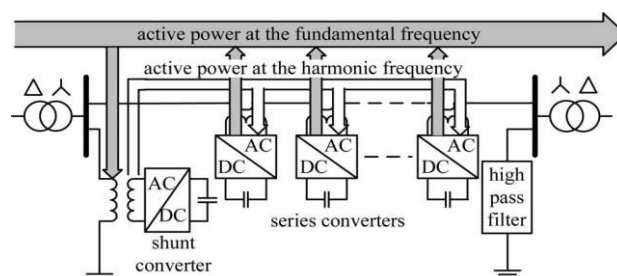 active power at the fundamental frequency
active power at the harmonic frequency
AC
DC
AC
DC
AC
DC
AC
DC
series converters
shunt
converter
high
pass
filter